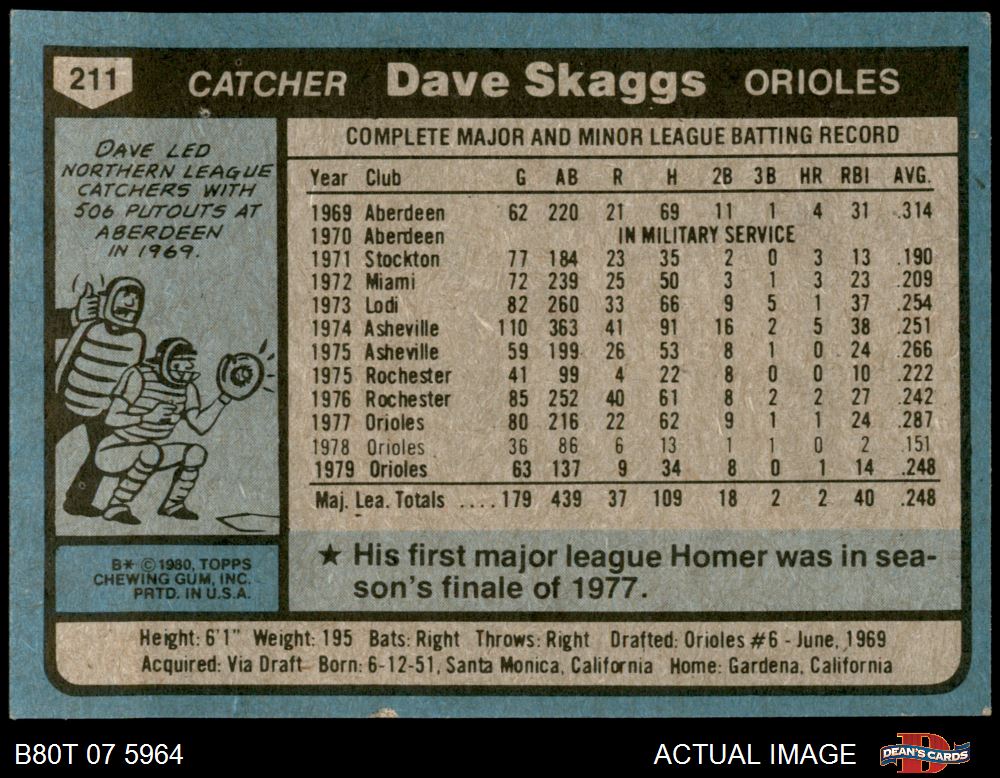 211 CATCHER Dave Skaggs ORIOLES
DAVE LED
NORTHERN LEAGUE
CATCHERS WITH
506 PUTOUTS AT
ABERDEEN
IN 1969.
COMPLETE MAJOR AND MINOR LEAGUE BATTING RECORD
Year Club G AB R H 2B 3B HR RBI AVG.
1969 Aberdeen 62 220 21 69 11 1 4 31 .314
1970 Aberdeen IN MILITARY SERVICE
1971 Stockton 77 184 23 35 2 0 3 13 .190
1972 Miami 72 239 25 50 3 1 3 23 .209
1973 Lodi 82 260 33 66 9 5 1 37 .254
1974 Asheville 110 363 41 91 16 2 5 38 .251
1975 Asheville 59 199 26 53 8 1 0 24 .266
1975 Rochester 41 99 4 22 8 0 0 10 .222
1976 Rochester 85 252 40 61 8 2 2 27 .242
1977 Orioles 80 216 22 62 9 1 1 24 .287
1978 Orioles 36 86 6 13 1 1 0 2 .151
1979 Orioles 63 137 9 34 8 0 1 14 .248
Maj. Lea. Totals ....179 439 37 109 18 2 2 40 .248
★ His first major league Homer was in sea-
son's finale of 1977.
B* ©1980, TOPPS
CHEWING GUM, INC.
PRTD. IN U.S.A.
Height: 6'1" Weight: 195 Bats: Right Throws: Right Drafted: Orioles #6 - June, 1969
Acquired: Via Draft Born: 6-12-51, Santa Monica, California Home: Gardena, California
B80T 07 5964 ACTUAL IMAGE DEAN'S CARDS